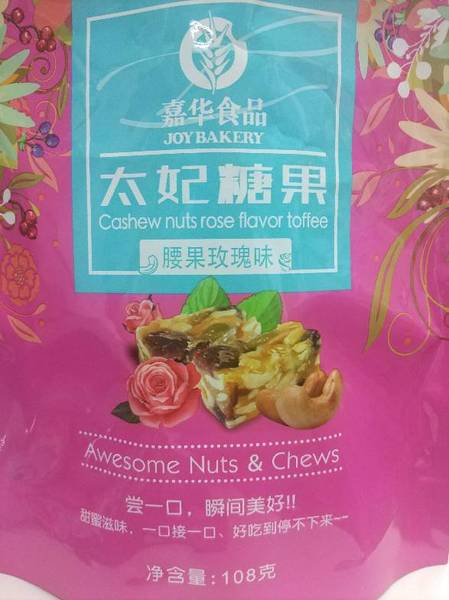 嘉华食品
JOY BAKERY
太妃糖果
Cashew nuts rose flavor toffee
腰果玫瑰味
Awesome Nuts & Chews
尝一口，瞬间美好!!
甜蜜滋味，一口接一口、好吃到停不下来~~
净含量:108克